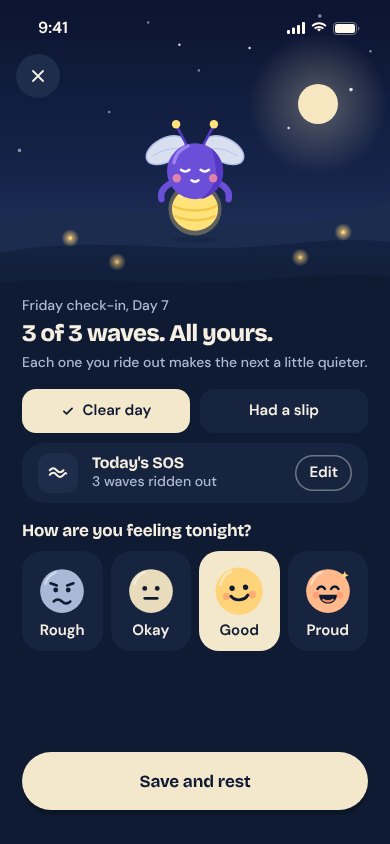 9:41
Friday check-in, Day 7
3 of 3 waves. All yours.
Each one you ride out makes the next a little quieter.
Clear day
Had a slip
Today's SOS
3 waves ridden out
Edit
How are you feeling tonight?
Rough
Okay
Good
Proud
Save and rest